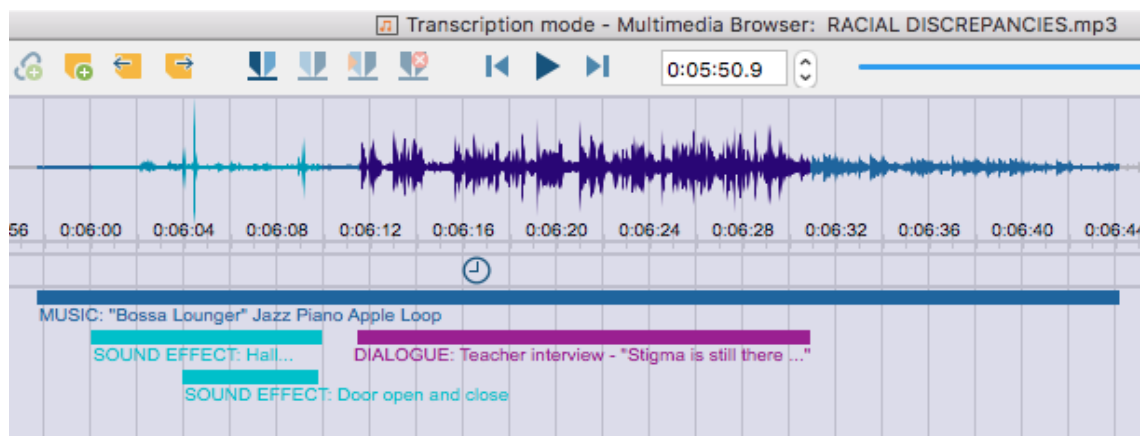 Transcription mode - Multimedia Browser: RACIAL DISCREPANCIES.mp3
0:05:50.9
56 0:06:00 0:06:04 0:06:08 0:06:12 0:06:16 0:06:20 0:06:24 0:06:28 0:06:32 0:06:36 0:06:40 0:06:44
MUSIC: "Bossa Lounger" Jazz Piano Apple Loop
SOUND EFFECT: Hall... DIALOGUE: Teacher interview - "Stigma is still there ..."
SOUND EFFECT: Door open and close